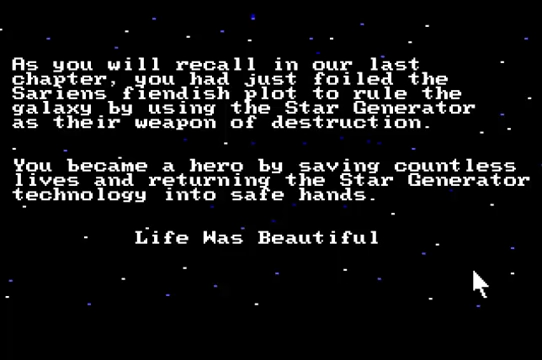 As you will recall in our last
chapter, you had just foiled the
Sariens fiendish plot to rule the
galaxy by using the Star Generator
as their weapon of destruction.
You became a hero by saving countless
lives and returning the Star Generator
technology into safe hands.
Life Was Beautiful